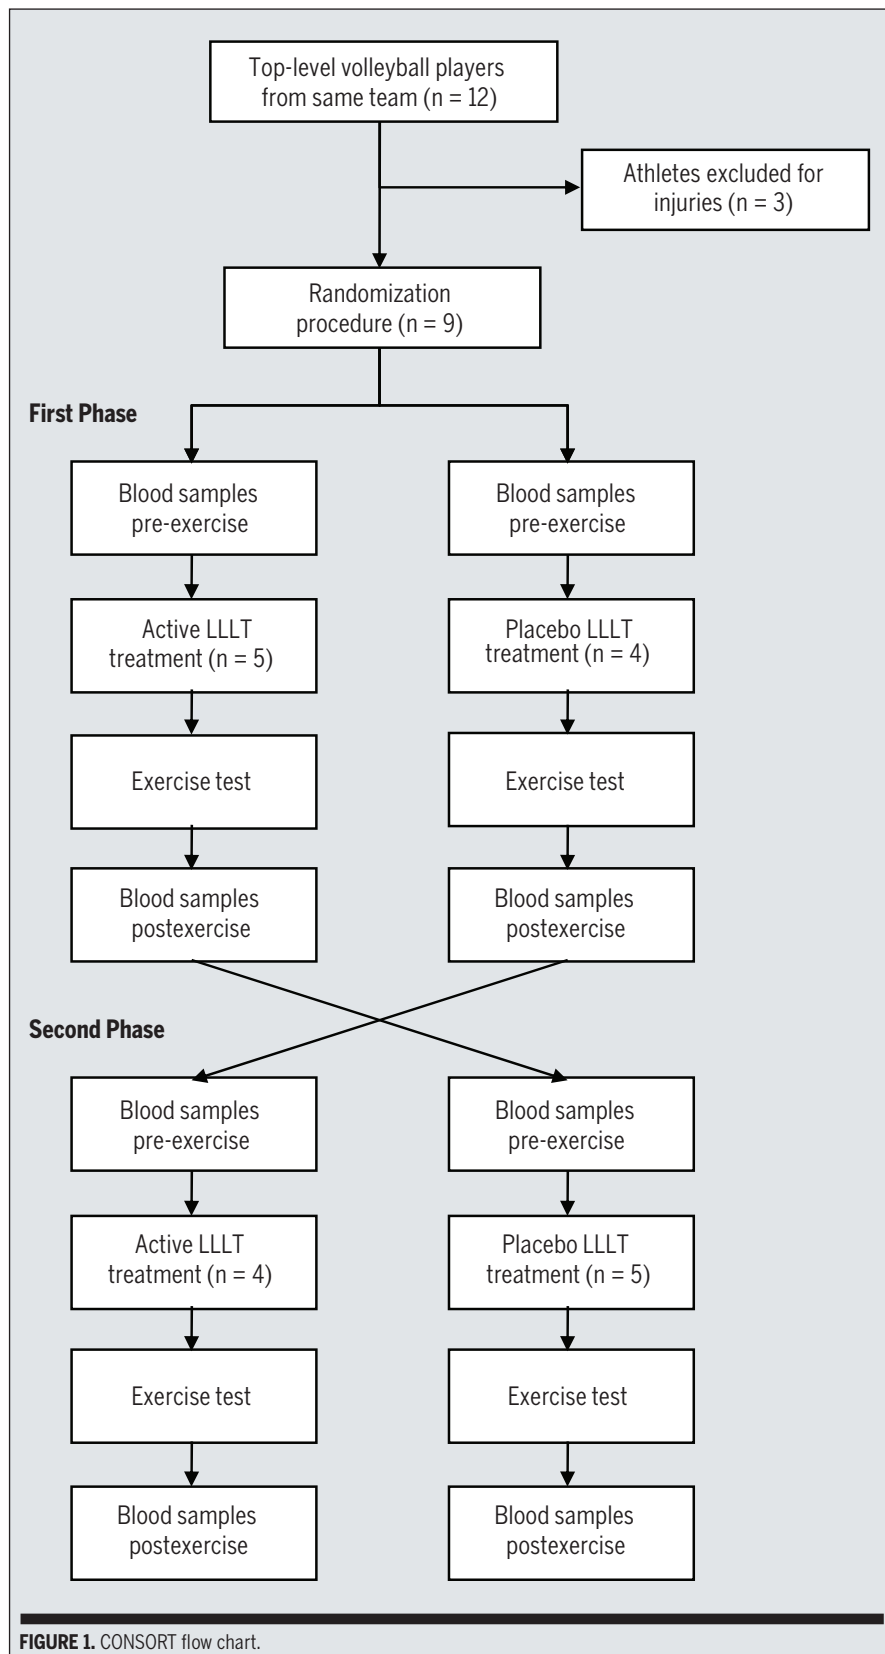 Top-level volleyball players
from same team (n = 12)
Athletes excluded for
injuries (n = 3)
Randomization
procedure (n = 9)
First Phase
Blood samples
pre-exercise
Blood samples
pre-exercise
Active LLLT
treatment (n = 5)
Placebo LLLT
treatment (n = 4)
Exercise test
Exercise test
Blood samples
postexercise
Blood samples
postexercise
Second Phase
Blood samples
pre-exercise
Blood samples
pre-exercise
Active LLLT
treatment (n = 4)
Placebo LLLT
treatment (n = 5)
Exercise test
Exercise test
Blood samples
postexercise
Blood samples
postexercise
FIGURE 1. CONSORT flow chart.